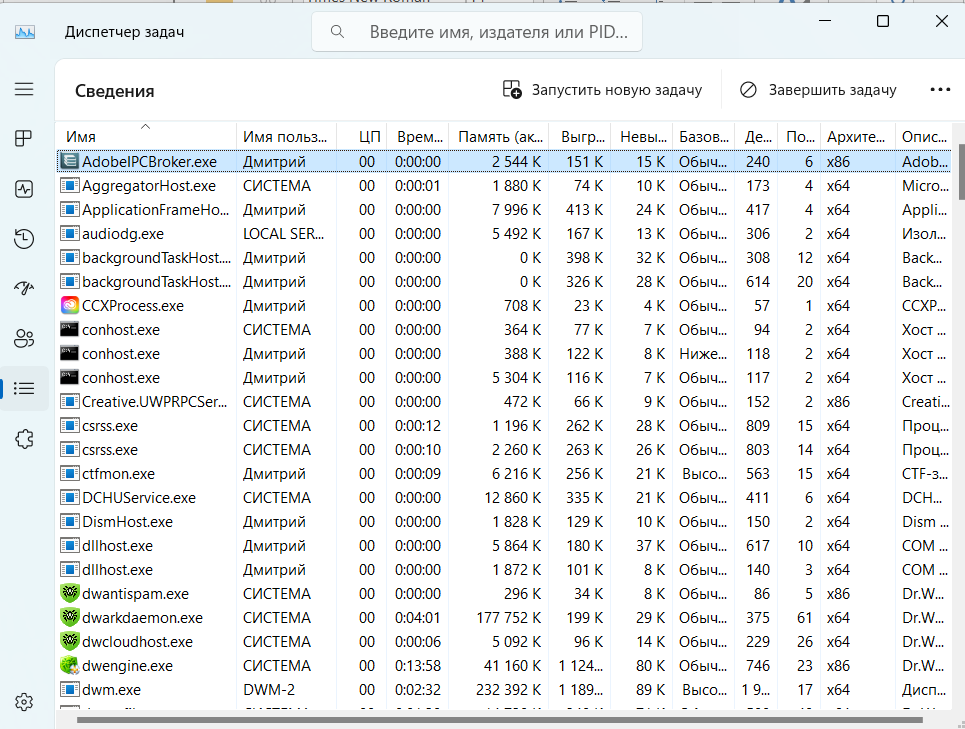 Диспетчер задач
Введите имя, издателя или PID...
Сведения
Запустить новую задачу
Завершить задачу
Имя Имя польз... ЦП Врем... Память (ак... Выгр... Невы... Базов... Де... По... Архите... Опис...
AdobeIPCBroker.exe Дмитрий 00 0:00:00 2 544 K 151 K 15 K Обыч... 240 6 x86 Adob...
AggregatorHost.exe СИСТЕМА 00 0:00:01 1 880 K 74 K 10 K Обыч... 173 4 x64 Micro...
ApplicationFrameHo... Дмитрий 00 0:00:00 7 996 K 413 K 24 K Обыч... 417 4 x64 Appli...
audiodg.exe LOCAL SER... 00 0:00:00 5 492 K 167 K 13 K Обыч... 306 2 x64 Изол...
backgroundTaskHost.... Дмитрий 00 0:00:00 0 K 398 K 32 K Обыч... 308 12 x64 Back...
backgroundTaskHost.... Дмитрий 00 0:00:00 0 K 326 K 28 K Обыч... 614 20 x64 Back...
CCXProcess.exe Дмитрий 00 0:00:00 708 K 23 K 4 K Обыч... 57 1 x64 CCXP...
conhost.exe СИСТЕМА 00 0:00:00 364 K 77 K 7 K Обыч... 94 2 x64 Хост ...
conhost.exe Дмитрий 00 0:00:00 388 K 122 K 8 K Ниже... 118 2 x64 Хост ...
conhost.exe Дмитрий 00 0:00:00 5 304 K 116 K 7 K Обыч... 117 2 x64 Хост ...
Creative.UWPRPCSer... СИСТЕМА 00 0:00:00 472 K 66 K 9 K Обыч... 152 2 x86 Creati...
csrss.exe СИСТЕМА 00 0:00:12 1 196 K 262 K 28 K Обыч... 809 15 x64 Проц...
csrss.exe СИСТЕМА 00 0:00:10 2 260 K 263 K 26 K Обыч... 803 14 x64 Проц...
ctfmon.exe Дмитрий 00 0:00:09 6 216 K 256 K 21 K Высо... 563 15 x64 CTF-з...
DCHUService.exe СИСТЕМА 00 0:00:00 12 860 K 335 K 21 K Обыч... 411 6 x64 DCH...
DismHost.exe Дмитрий 00 0:00:00 1 828 K 129 K 10 K Обыч... 150 2 x64 Dism ...
dllhost.exe Дмитрий 00 0:00:00 5 864 K 180 K 37 K Обыч... 617 10 x64 COM ...
dllhost.exe Дмитрий 00 0:00:00 1 872 K 101 K 8 K Обыч... 140 3 x64 COM ...
dwantispam.exe СИСТЕМА 00 0:00:00 296 K 34 K 8 K Обыч... 86 5 x86 Dr.W...
dwarkdaemon.exe СИСТЕМА 00 0:04:01 177 752 K 199 K 29 K Обыч... 375 61 x64 Dr.W...
dwcloudhost.exe СИСТЕМА 00 0:00:06 5 092 K 96 K 14 K Обыч... 229 26 x64 Dr.W...
dwengine.exe СИСТЕМА 00 0:13:58 41 160 K 1 124... 80 K Обыч... 746 23 x86 Dr.W...
dwm.exe DWM-2 00 0:02:32 232 392 K 1 189... 89 K Высо... 1 9... 17 x64 Дисп...